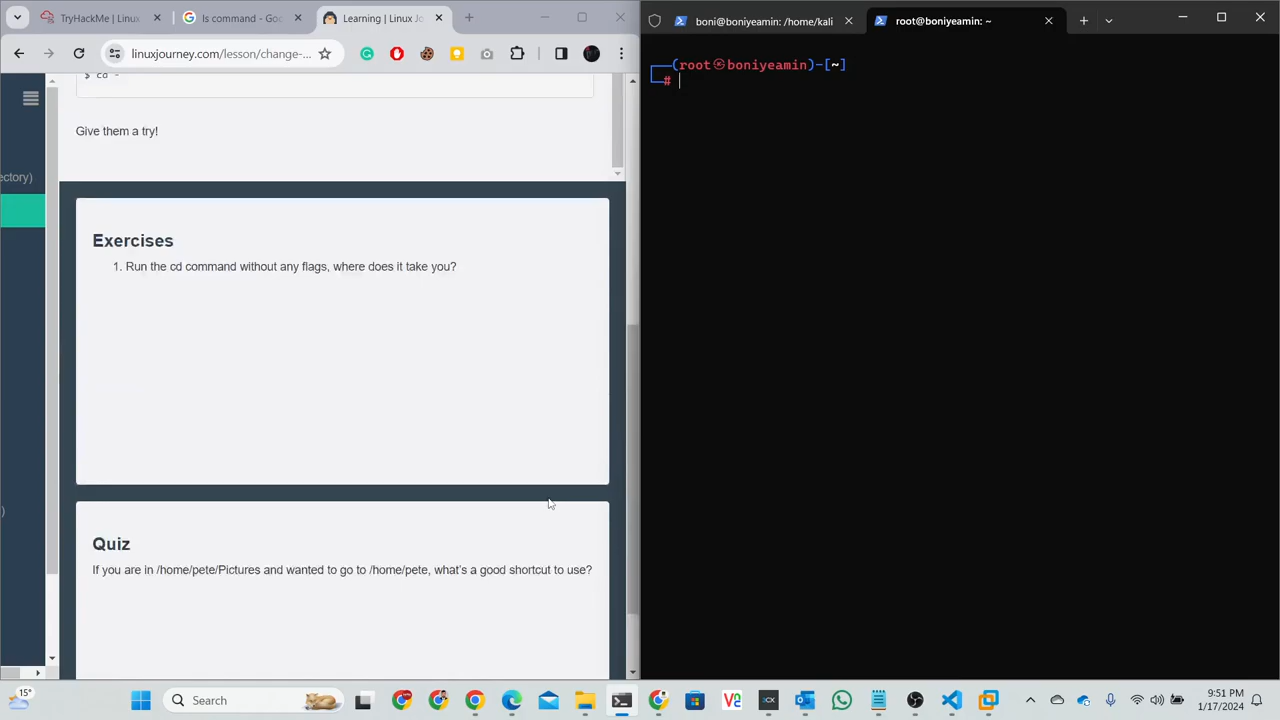 TryHackMe | Linux
ls command - Goo
Learning | Linux Jo
linuxjourney.com/lesson/change-
$ cd -
Give them a try!
ectory)
Exercises
1. Run the cd command without any flags, where does it take you?
)
Quiz
If you are in /home/pete/Pictures and wanted to go to /home/pete, what's a good shortcut to use?
boni@boniyeamin: /home/kali
root@boniyeamin: ~
┌──(root㉿boniyeamin)-[~]
└─#
15°
Search
9:51 PM
1/17/2024